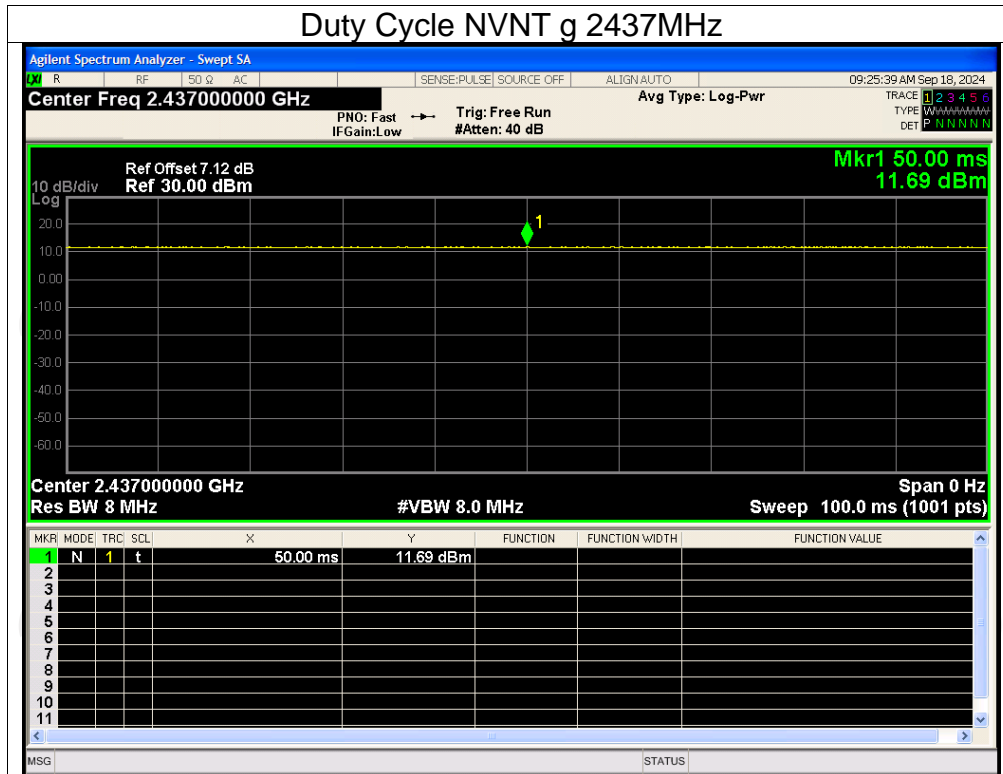 Duty Cycle NVNT g 2437MHz
Agilent Spectrum Analyzer - Swept SA
LXI R RF 50 Ω AC SENSE:PULSE SOURCE OFF ALIGN AUTO 09:25:39 AM Sep 18, 2024
Center Freq 2.437000000 GHz Avg Type: Log-Pwr TRACE 1 2 3 4 5 6
PNO: Fast Trig: Free Run TYPE WWWWWW
IFGain:Low #Atten: 40 dB DET P N N N N N
Mkr1 50.00 ms
11.69 dBm
Ref Offset 7.12 dB
10 dB/div Ref 30.00 dBm
Log
1
20.0
10.0
0.00
-10.0
-20.0
-30.0
-40.0
-50.0
-60.0
Center 2.437000000 GHz Span 0 Hz
Res BW 8 MHz #VBW 8.0 MHz Sweep 100.0 ms (1001 pts)
MKR MODE TRC SCL X Y FUNCTION FUNCTION WIDTH FUNCTION VALUE
1 N 1 t 50.00 ms 11.69 dBm
2
3
4
5
6
7
8
9
10
11
MSG STATUS